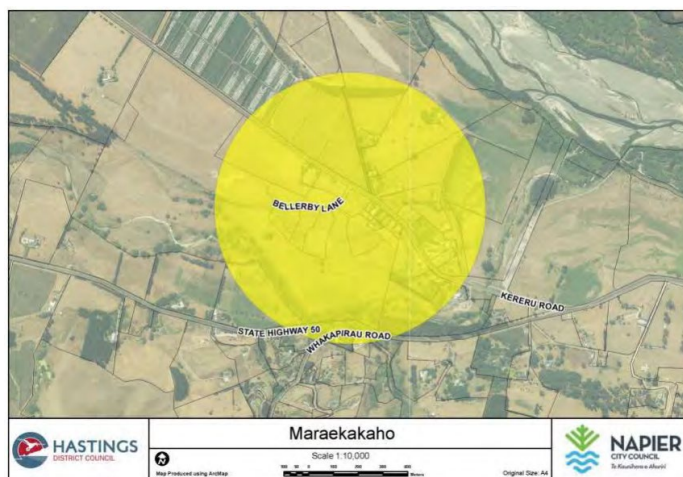 BELLERBY LANE
KERERU ROAD
STATE HIGHWAY 50
WHAKAPIRAU ROAD
HASTINGS
DISTRICT COUNCIL
Maraekakaho
Scale 1:10,000
Map Produced using ArcMap
Meters
Original Size: A4
NAPIER
CITY COUNCIL
Te Kaunihera o Ahuriri